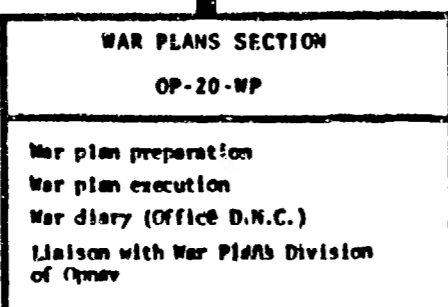 WAR PLANS SECTION
OP-20-WP
War plan preparation
War plan execution
War diary (Office D.N.C.)
Liaison with War Plans Division
of Opnav